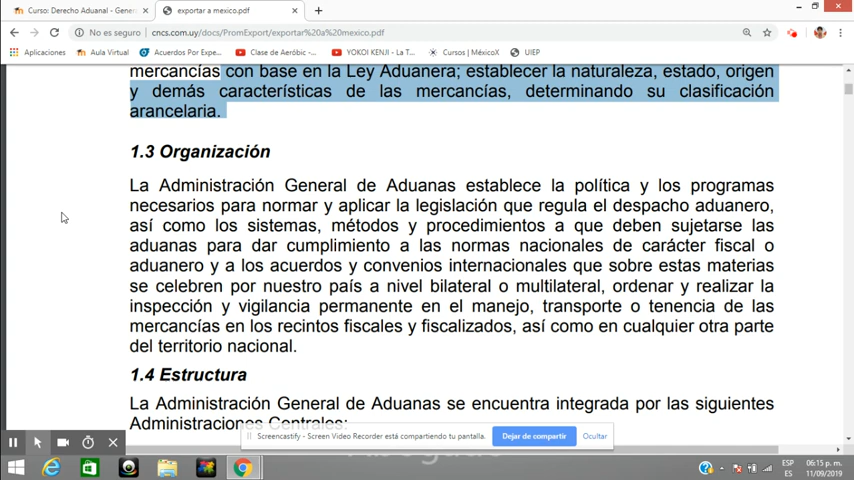 Curso: Derecho Aduanal - Gener
exportar a mexico.pdf
No es seguro
cncs.com.uy/docs/PromExport/exportar%20a%20mexico.pdf
Aplicaciones
Aula Virtual
Acuerdos Por Expe...
Clase de Aeróbic -...
YOKOI KENJI - La T...
Cursos | MéxicoX
UIEP
mercancías con base en la Ley Aduanera; establecer la naturaleza, estado, origen
y demás características de las mercancías, determinando su clasificación
arancelaria.
1.3 Organización
La Administración General de Aduanas establece la política y los programas
necesarios para normar y aplicar la legislación que regula el despacho aduanero,
así como los sistemas, métodos y procedimientos a que deben sujetarse las
aduanas para dar cumplimiento a las normas nacionales de carácter fiscal o
aduanero y a los acuerdos y convenios internacionales que sobre estas materias
se celebren por nuestro país a nivel bilateral o multilateral, ordenar y realizar la
inspección y vigilancia permanente en el manejo, transporte o tenencia de las
mercancías en los recintos fiscales y fiscalizados, así como en cualquier otra parte
del territorio nacional.
1.4 Estructura
La Administración General de Aduanas se encuentra integrada por las siguientes
Administraciones Centrales:
Screencastify - Screen Video Recorder está compartiendo tu pantalla.
Dejar de compartir
Ocultar
ESP
06:15 p. m.
ES
11/09/2019